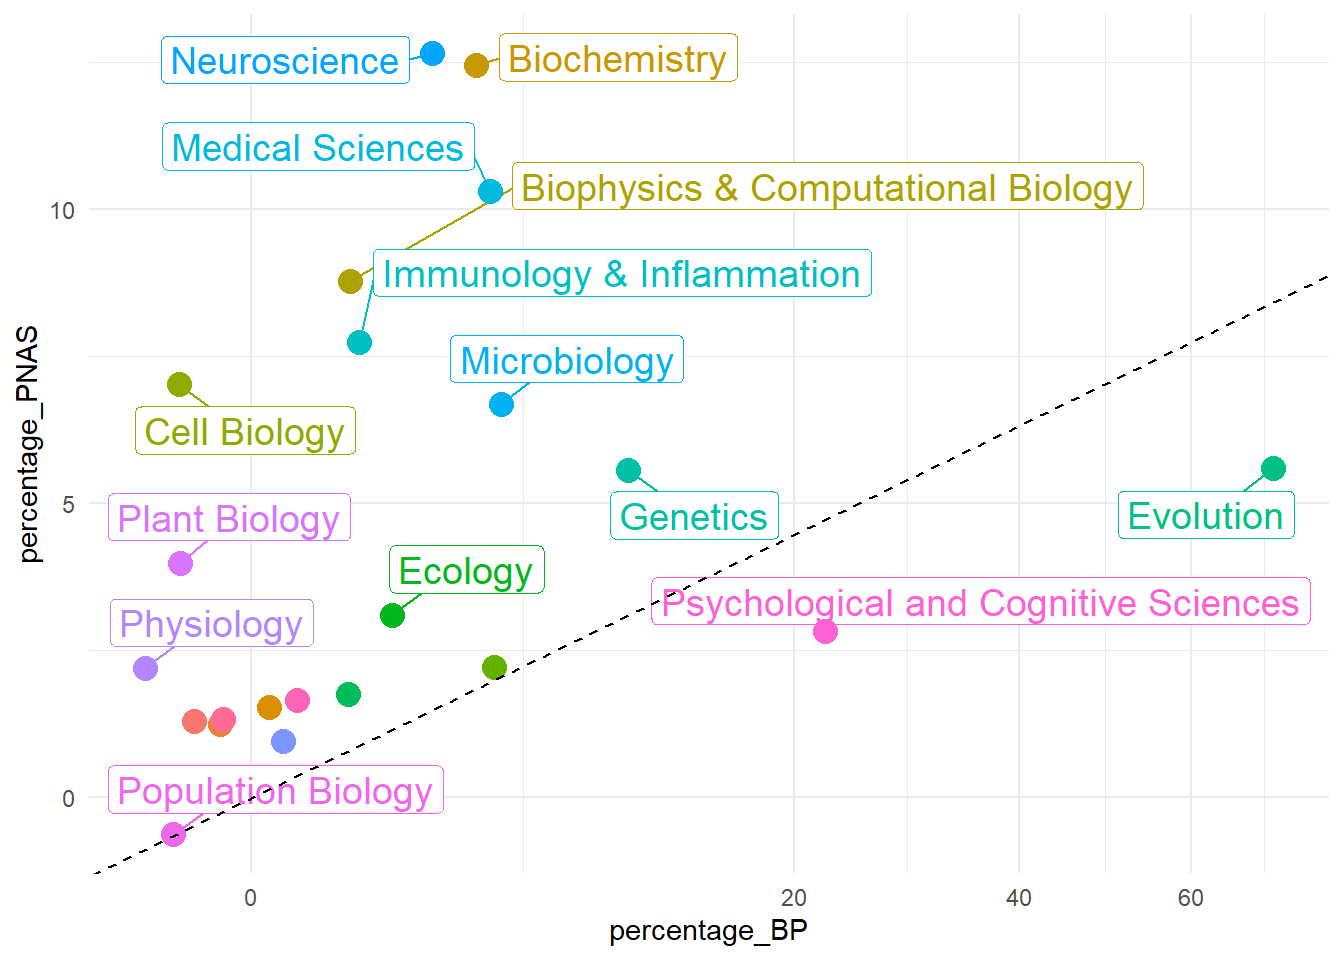 Neuroscience
Biochemistry
Medical Sciences
Biophysics & Computational Biology
10
Immunology & Inflammation
Microbiology
Cell Biology
percentage_PNAS
5
Plant Biology
Genetics
Evolution
Ecology
Psychological and Cognitive Sciences
Physiology
Population Biology
0
0
20
40
60
percentage_BP